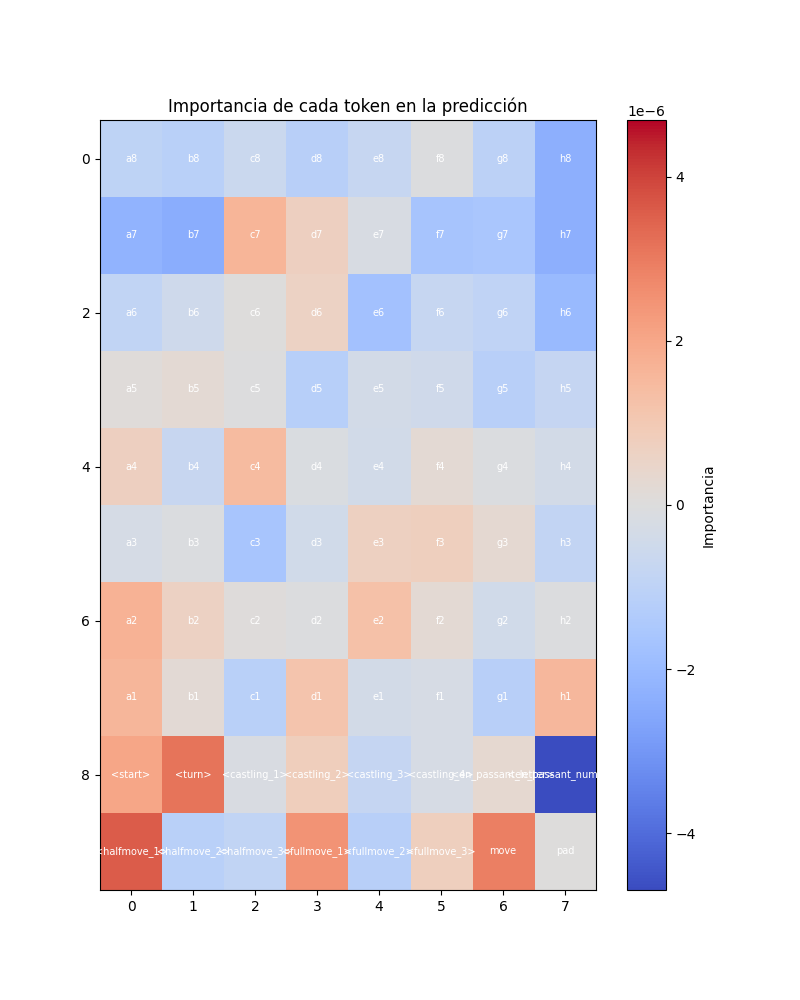 Importancia de cada token en la predicción
1e−6
0 a8 b8 c8 d8 e8 f8 g8 h8 4
a7 b7 c7 d7 e7 f7 g7 h7
2 a6 b6 c6 d6 e6 f6 g6 h6 2
a5 b5 c5 d5 e5 f5 g5 h5
4 a4 b4 c4 d4 e4 f4 g4 h4 0
Importancia
a3 b3 c3 d3 e3 f3 g3 h3
6 a2 b2 c2 d2 e2 f2 g2 h2 −2
a1 b1 c1 d1 e1 f1 g1 h1
8 <start> <turn> <castling_1> <castling_2> <castling_3> <castling_4>
<halfmove_1> <halfmove_2> <halfmove_3> <fullmove_1> <fullmove_2> <fullmove_3> move pad −4
0 1 2 3 4 5 6 7